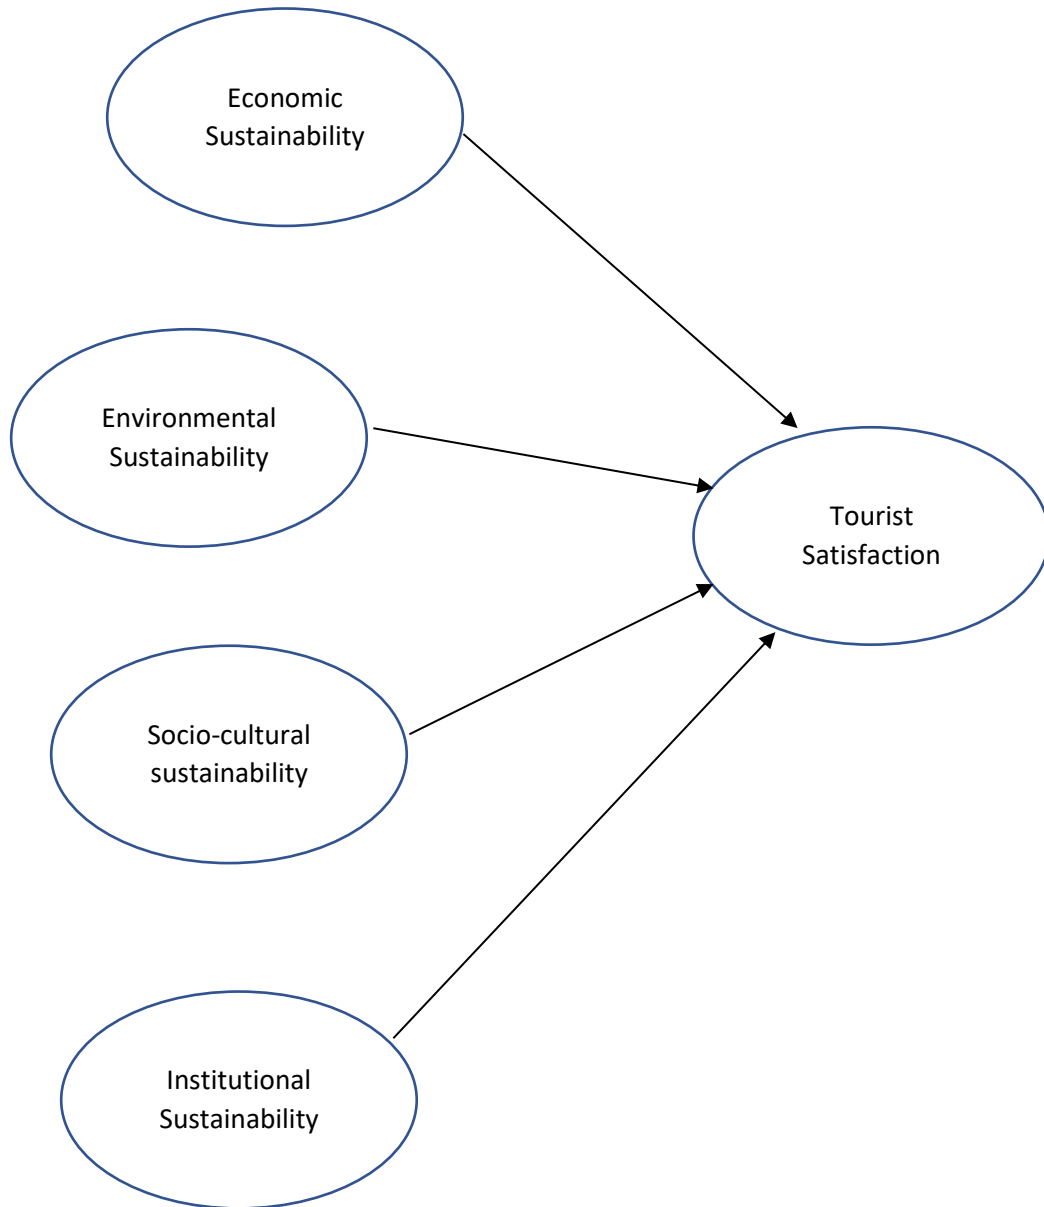 Economic
Sustainability
Environmental
Sustainability
Tourist
Satisfaction
Socio-cultural
sustainability
Institutional
Sustainability